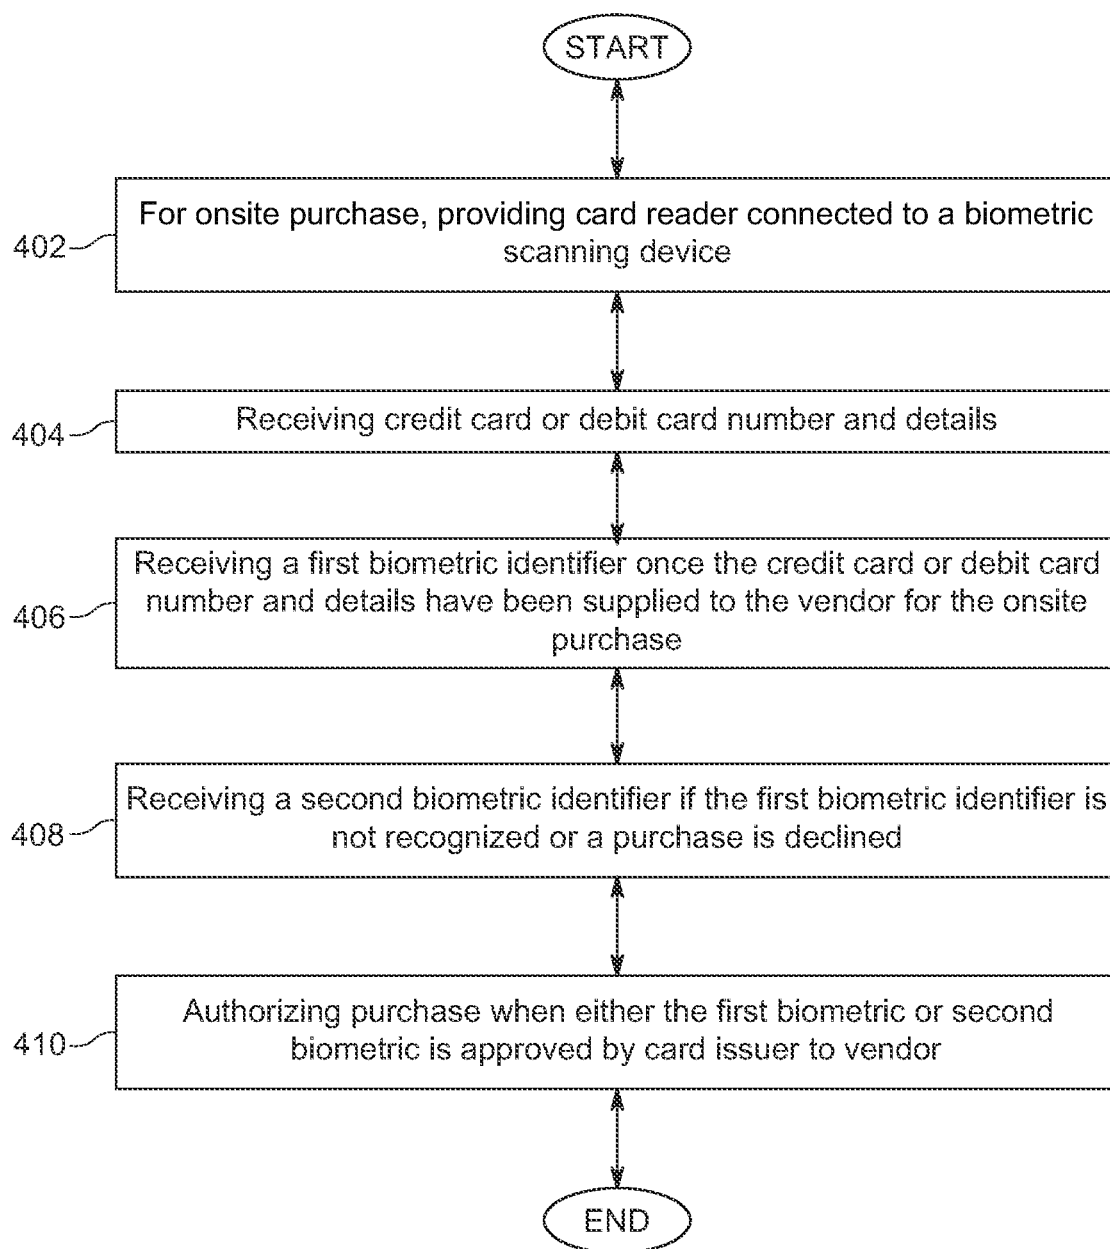 START
402
For onsite purchase, providing card reader connected to a biometric
scanning device
404
Receiving credit card or debit card number and details
406
Receiving a first biometric identifier once the credit card or debit card
number and details have been supplied to the vendor for the onsite
purchase
408
Receiving a second biometric identifier if the first biometric identifier is
not recognized or a purchase is declined
410
Authorizing purchase when either the first biometric or second
biometric is approved by card issuer to vendor
END